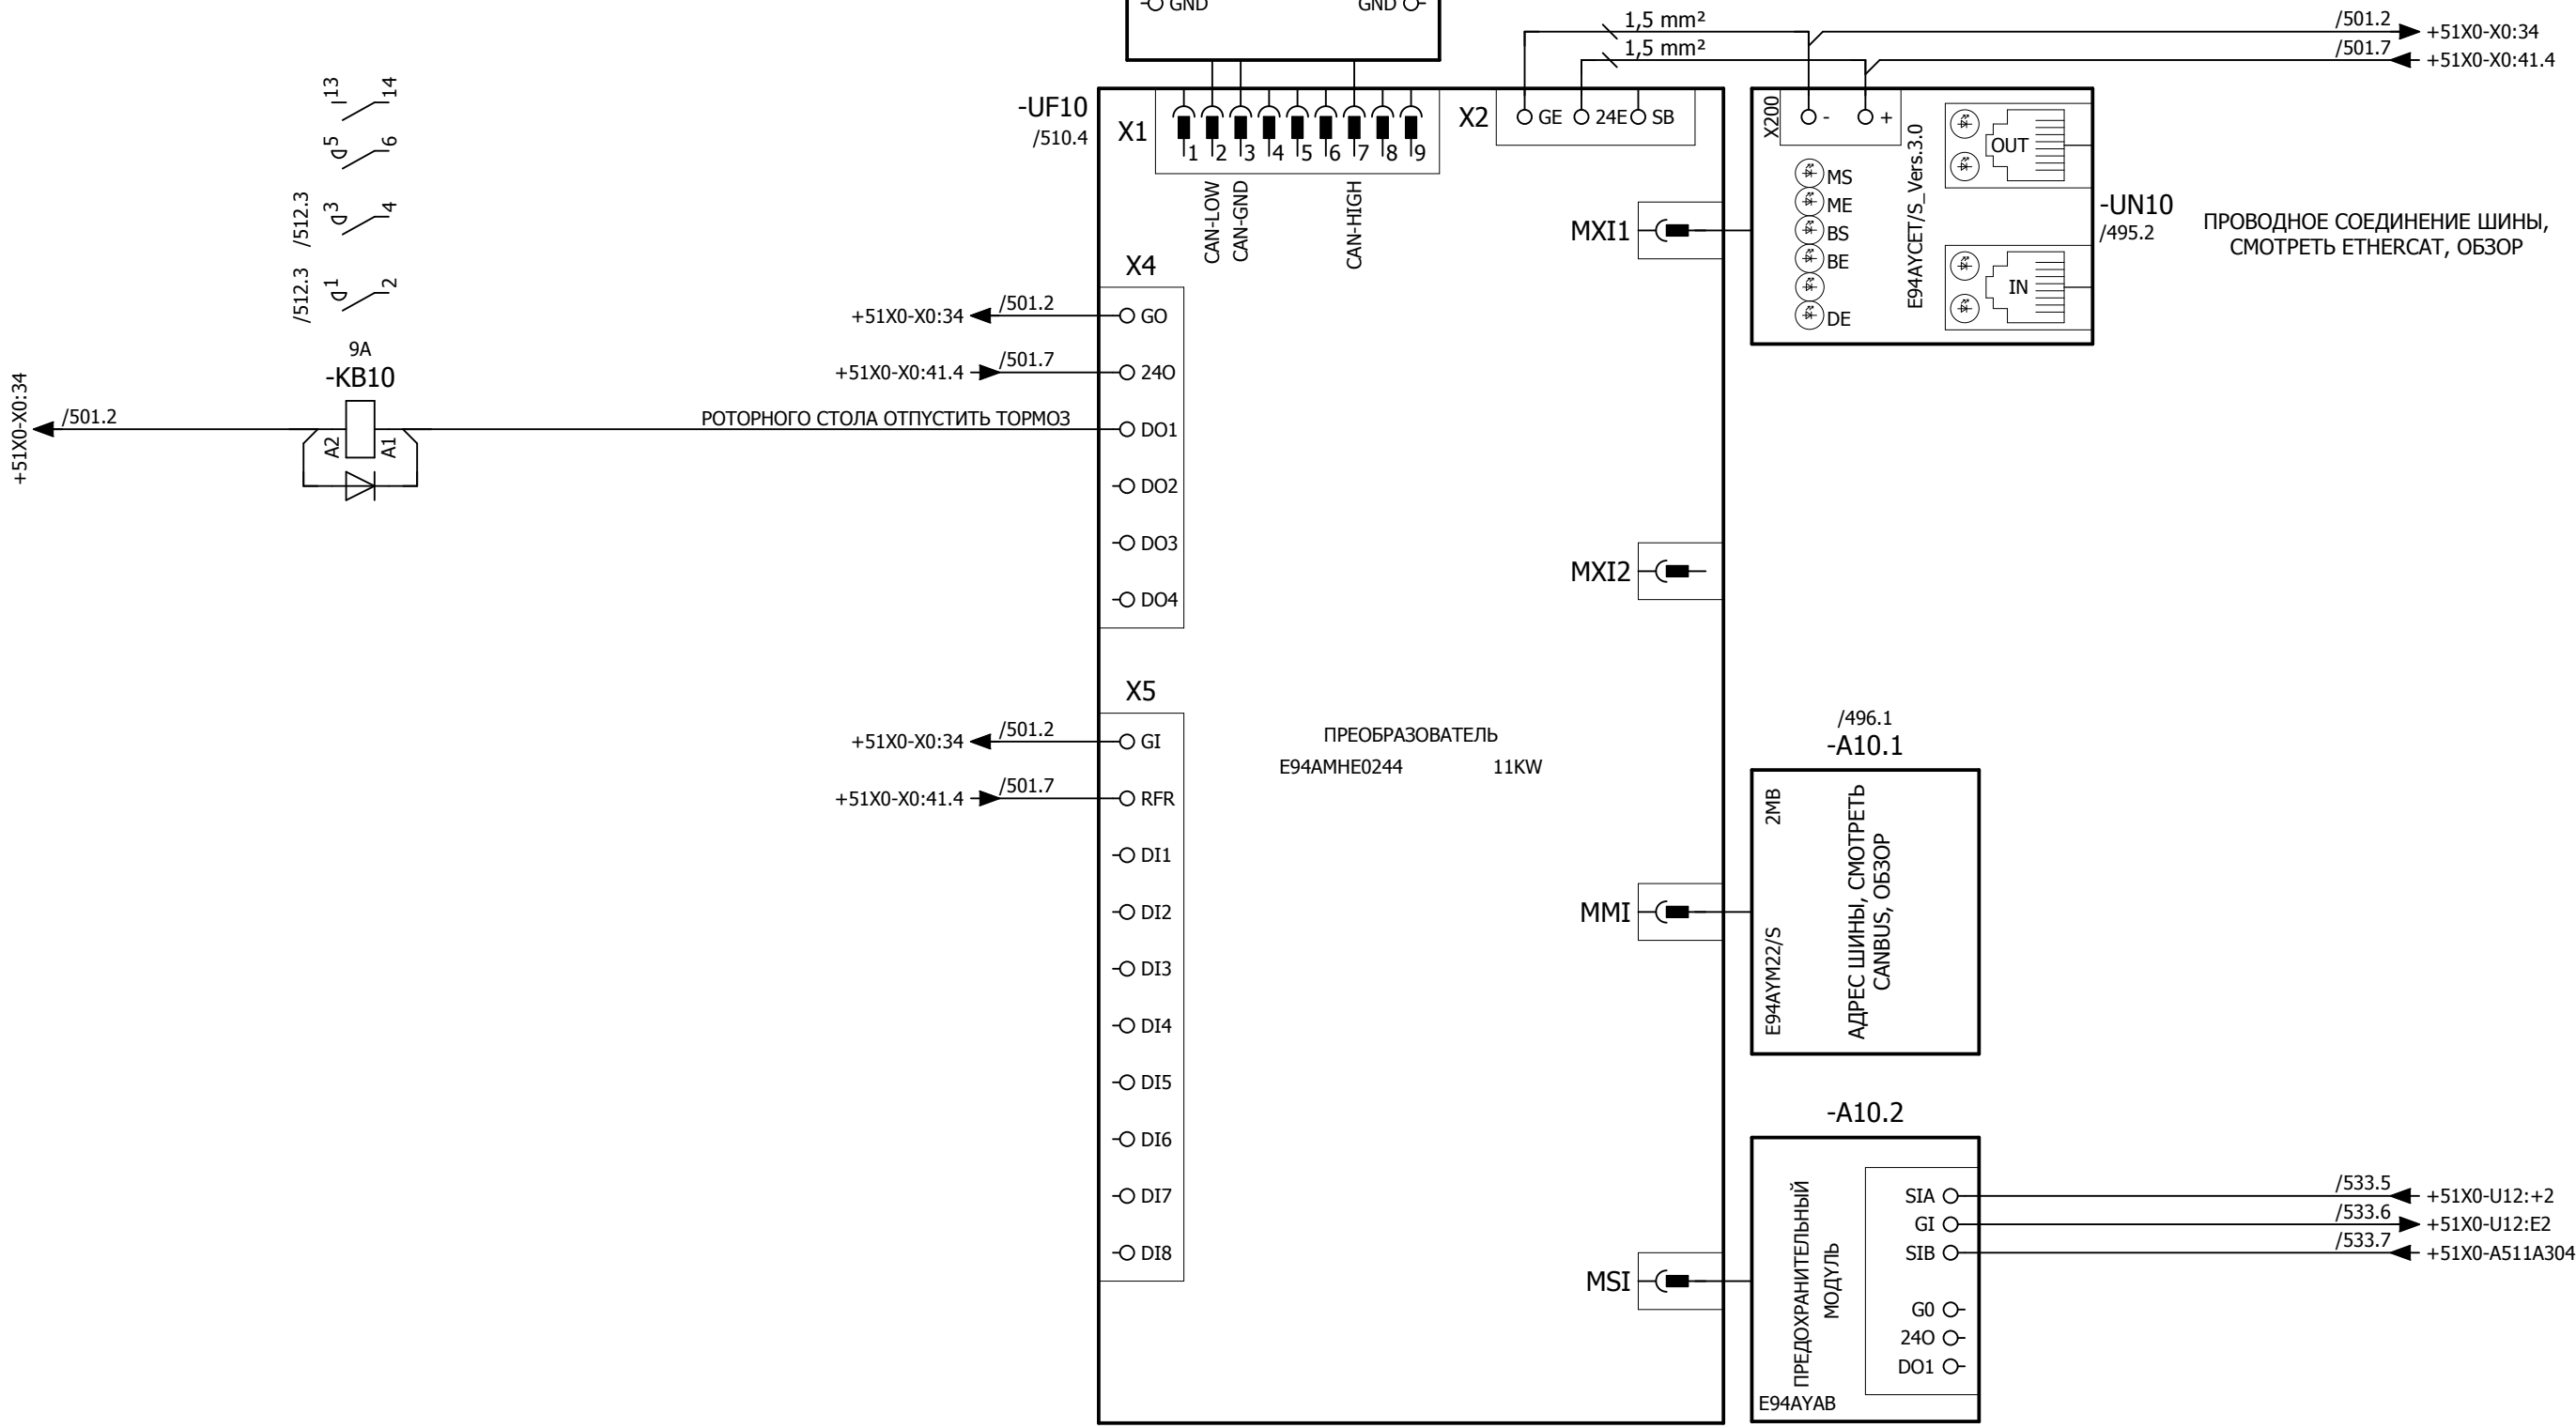 GND
GND
1,5 mm²
1,5 mm²
/501.2
+51X0-X0:34
/501.7
+51X0-X0:41.4
13
14
5
6
/512.3
3
4
/512.3
1
2
9A
-KB10
A2
A1
+51X0-X0:34
/501.2
РОТОРНОГО СТОЛА ОТПУСТИТЬ ТОРМОЗ
-UF10
/510.4
X1
1
2
3
4
5
6
7
8
9
CAN-LOW
CAN-GND
CAN-HIGH
X2
GE
24E
SB
X4
+51X0-X0:34
/501.2
GO
+51X0-X0:41.4
/501.7
24O
DO1
DO2
DO3
DO4
X5
+51X0-X0:34
/501.2
GI
+51X0-X0:41.4
/501.7
RFR
DI1
DI2
DI3
DI4
DI5
DI6
DI7
DI8
ПРЕОБРАЗОВАТЕЛЬ
E94AMHE0244
11KW
MXI1
MXI2
MMI
MSI
X200
-
+
MS
ME
BS
BE
DE
E94AYCET/S_Vers.3.0
OUT
IN
-UN10
/495.2
ПРОВОДНОЕ СОЕДИНЕНИЕ ШИНЫ,
СМОТРЕТЬ ETHERCAT, ОБЗОР
/496.1
-A10.1
2MB
E94AYM22/S
АДРЕС ШИНЫ, СМОТРЕТЬ
CANBUS, ОБЗОР
-A10.2
ПРЕДОХРАНИТЕЛЬНЫЙ
МОДУЛЬ
E94AYAB
SIA
GI
SIB
G0
24O
DO1
/533.5
+51X0-U12:+2
/533.6
+51X0-U12:E2
/533.7
+51X0-A511A304